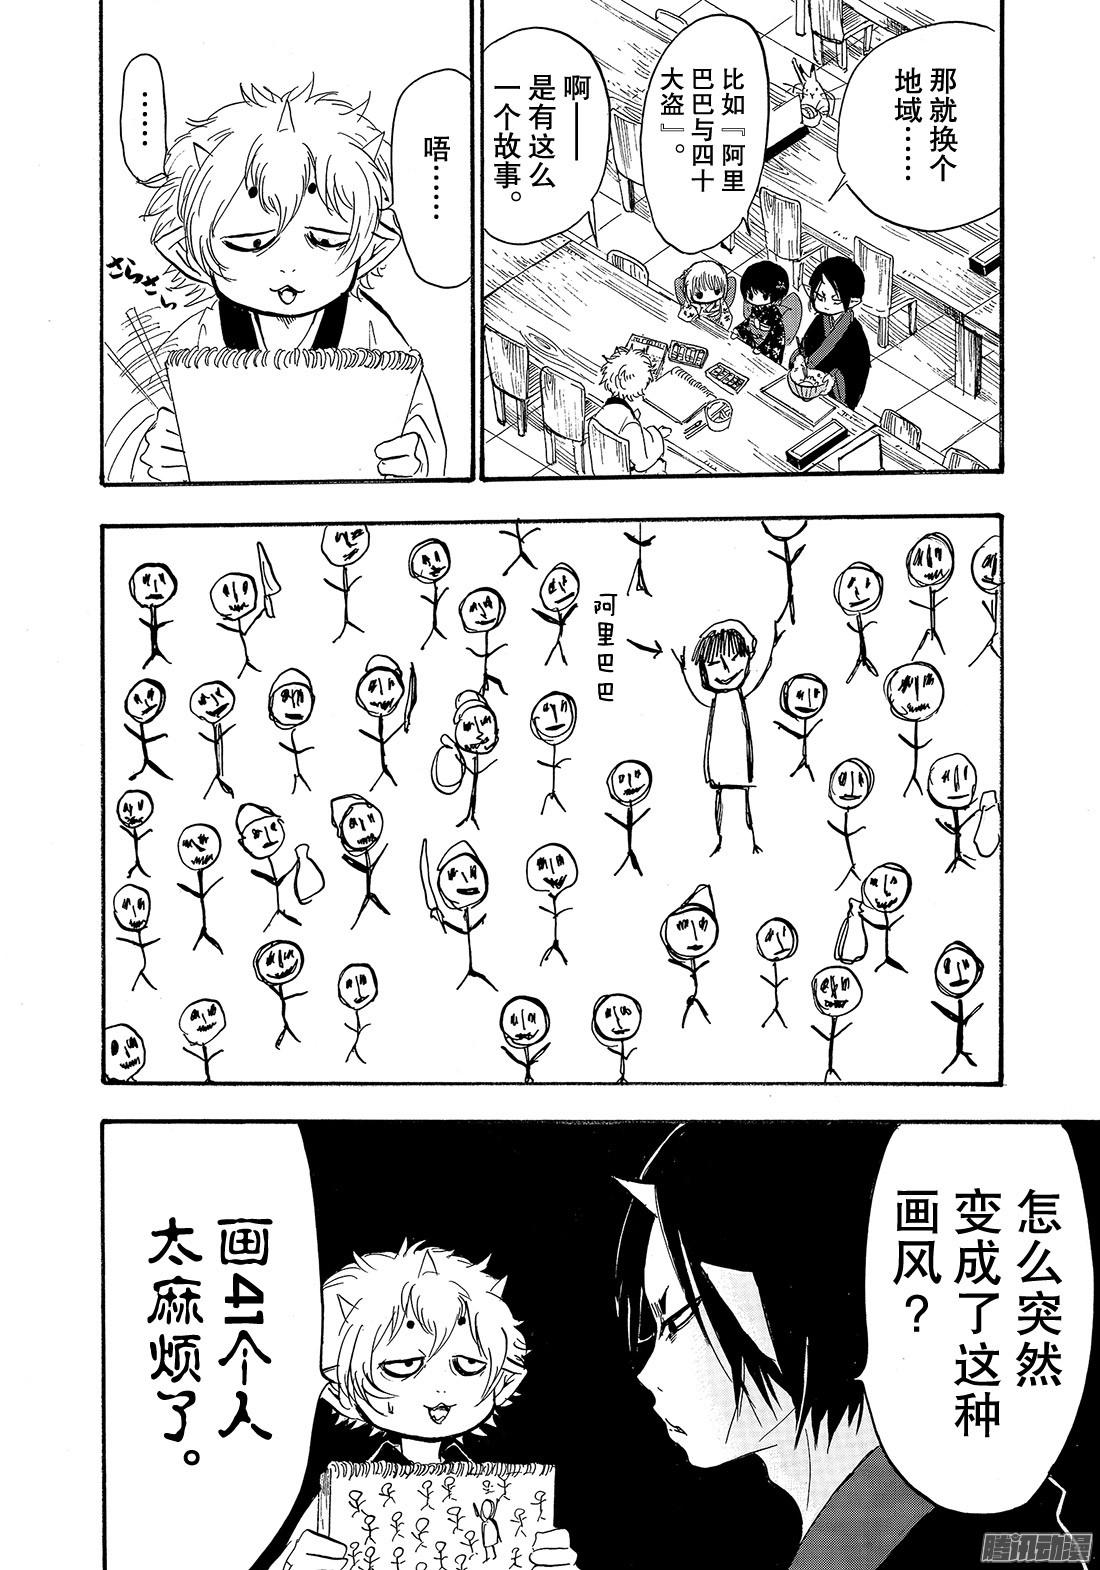 那就换个
地域……
比如『阿里
巴巴与四十
大盗』。
啊——
是有这么
一个故事。
唔……
……
さらさら
阿里巴巴
怎么突然
变成了这种
画风？
画41个人
太麻烦了。
腾讯动漫